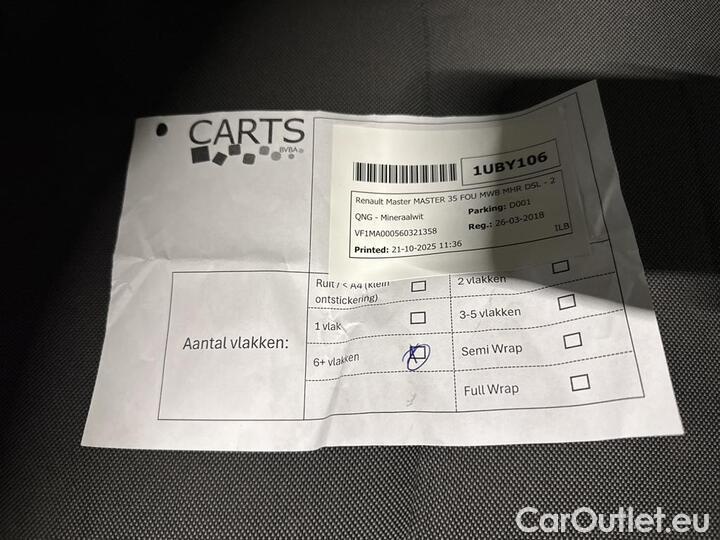 CARTS
BVBA
1UBY106
Renault Master MASTER 35 FOU MWB MHR DSL - 2
QNG - Mineraalwit
Parking: D001
VF1MA000560321358
Reg.: 26-03-2018
Printed: 21-10-2025 11:36
ILB
Aantal vlakken:
Ruit / < A4 (klein
ontstickering)
2 vlakken
1 vlak
3-5 vlakken
6+ vlakken
Semi Wrap
Full Wrap
CarOutlet.eu